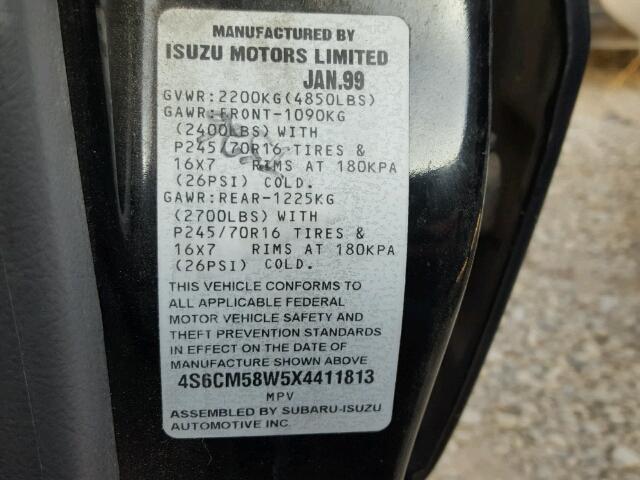 MANUFACTURED BY
ISUZU MOTORS LIMITED
JAN.99
GVWR:2200KG(4850LBS)
GAWR:FRONT-1090KG
(2400LBS) WITH
P245/70R16 TIRES &
16X7 RIMS AT 180KPA
(26PSI) COLD.
GAWR:REAR-1225KG
(2700LBS) WITH
P245/70R16 TIRES &
16X7 RIMS AT 180KPA
(26PSI) COLD.
THIS VEHICLE CONFORMS TO
ALL APPLICABLE FEDERAL
MOTOR VEHICLE SAFETY AND
THEFT PREVENTION STANDARDS
IN EFFECT ON THE DATE OF
MANUFACTURE SHOWN ABOVE
4S6CM58W5X4411813
MPV
ASSEMBLED BY SUBARU-ISUZU
AUTOMOTIVE INC.